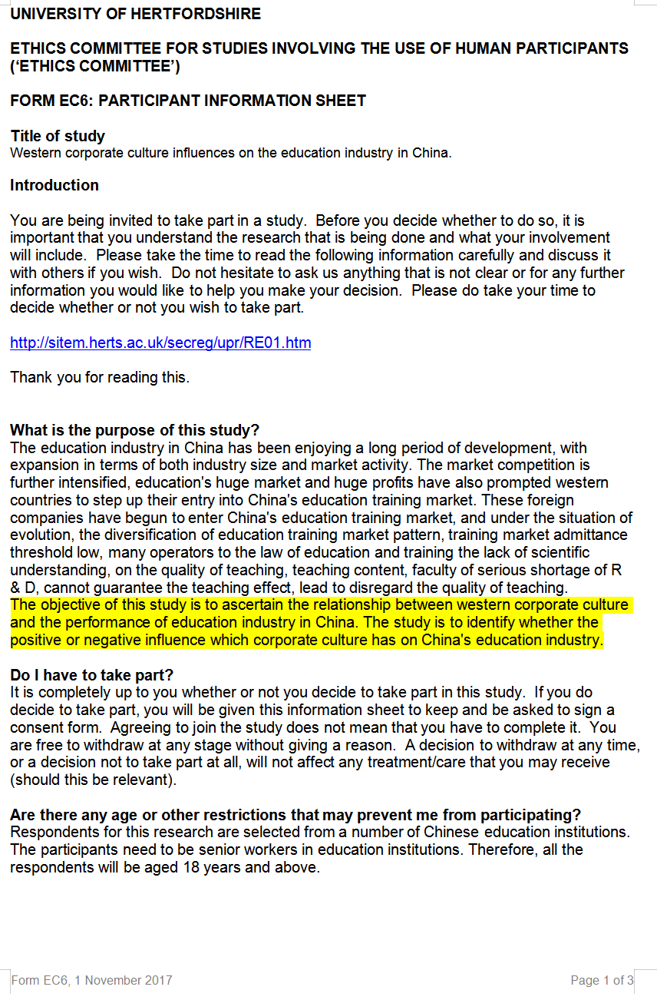 UNIVERSITY OF HERTFORDSHIRE
ETHICS COMMITTEE FOR STUDIES INVOLVING THE USE OF HUMAN PARTICIPANTS
(‘ETHICS COMMITTEE’)
FORM EC6: PARTICIPANT INFORMATION SHEET
Title of study
Western corporate culture influences on the education industry in China.
Introduction
You are being invited to take part in a study.  Before you decide whether to do so, it is
important that you understand the research that is being done and what your involvement
will include.  Please take the time to read the following information carefully and discuss it
with others if you wish.  Do not hesitate to ask us anything that is not clear or for any further
information you would like to help you make your decision.  Please do take your time to
decide whether or not you wish to take part.
http://sitem.herts.ac.uk/secreg/upr/RE01.htm
Thank you for reading this.
What is the purpose of this study?
The education industry in China has been enjoying a long period of development, with
expansion in terms of both industry size and market activity. The market competition is
further intensified, education's huge market and huge profits have also prompted western
countries to step up their entry into China's education training market. These foreign
companies have begun to enter China's education training market, and under the situation of
evolution, the diversification of education training market pattern, training market admittance
threshold low, many operators to the law of education and training the lack of scientific
understanding, on the quality of teaching, teaching content, faculty of serious shortage of R
& D, cannot guarantee the teaching effect, lead to disregard the quality of teaching.
The objective of this study is to ascertain the relationship between western corporate culture
and the performance of education industry in China. The study is to identify whether the
positive or negative influence which corporate culture has on China's education industry.
Do I have to take part?
It is completely up to you whether or not you decide to take part in this study.  If you do
decide to take part, you will be given this information sheet to keep and be asked to sign a
consent form.  Agreeing to join the study does not mean that you have to complete it.  You
are free to withdraw at any stage without giving a reason.  A decision to withdraw at any time,
or a decision not to take part at all, will not affect any treatment/care that you may receive
(should this be relevant).
Are there any age or other restrictions that may prevent me from participating?
Respondents for this research are selected from a number of Chinese education institutions.
The participants need to be senior workers in education institutions. Therefore, all the
respondents will be aged 18 years and above.
Form EC6, 1 November 2017
Page 1 of 3